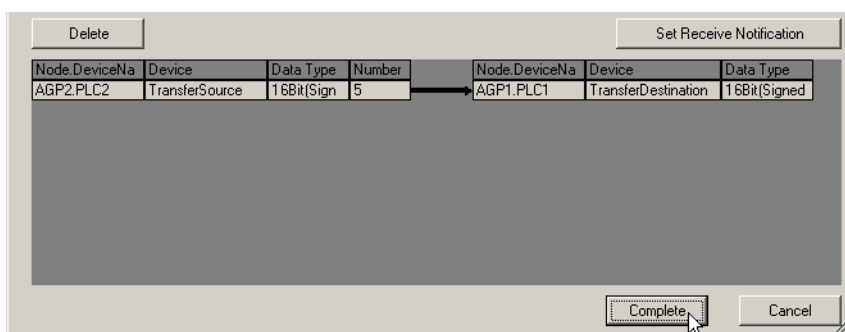 Delete Set Receive Notification
Node.DeviceNa Device Data Type Number Node.DeviceNa Device Data Type
AGP2.PLC2 TransferSource 16Bit(Sign 5 AGP1.PLC1 TransferDestination 16Bit(Signed
Complete Cancel